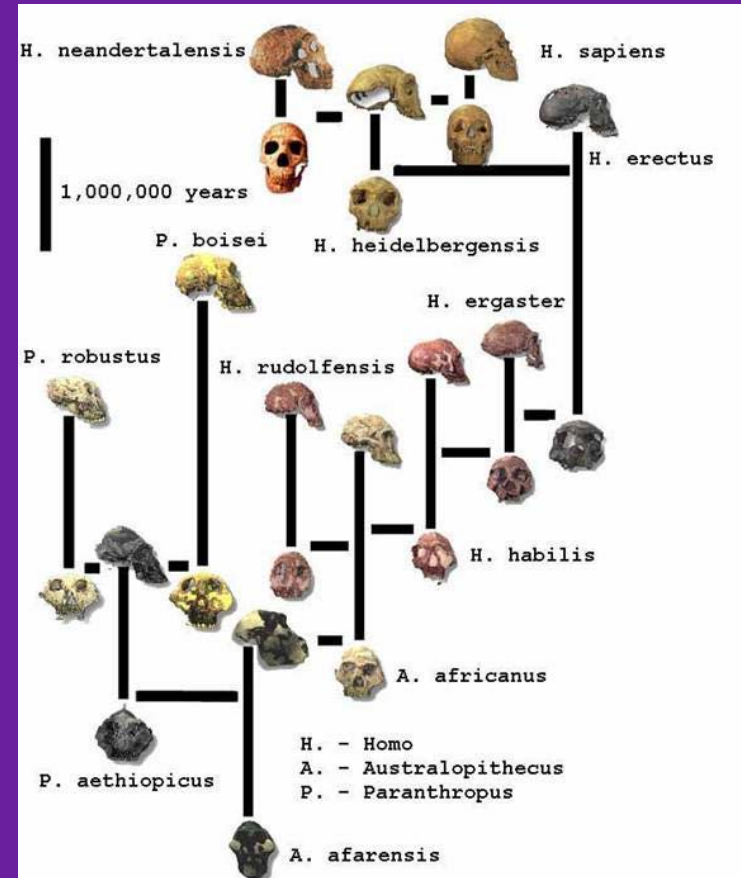 H. neandertalensis
H. sapiens
H. erectus
1,000,000 years
P. boisei
H. heidelbergensis
H. ergaster
P. robustus
H. rudolfensis
H. habilis
A. africanus
H. - Homo
A. - Australopithecus
P. - Paranthropus
P. aethiopicus
A. afarensis